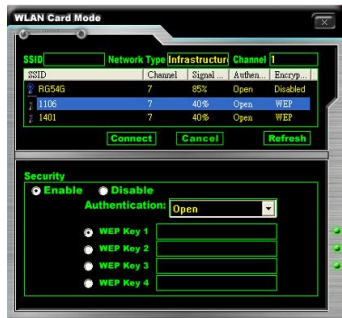 WLAN Card Mode
SSID Network Type Infrastructure Channel 1
SSID Channel Signal ... Authen... Encryp...
RG54G 7 85% Open Disabled
1106 7 40% Open WEP
1401 7 40% Open WEP
Connect Cancel Refresh
Security
Enable Disable
Authentication: Open
WEP Key 1
WEP Key 2
WEP Key 3
WEP Key 4